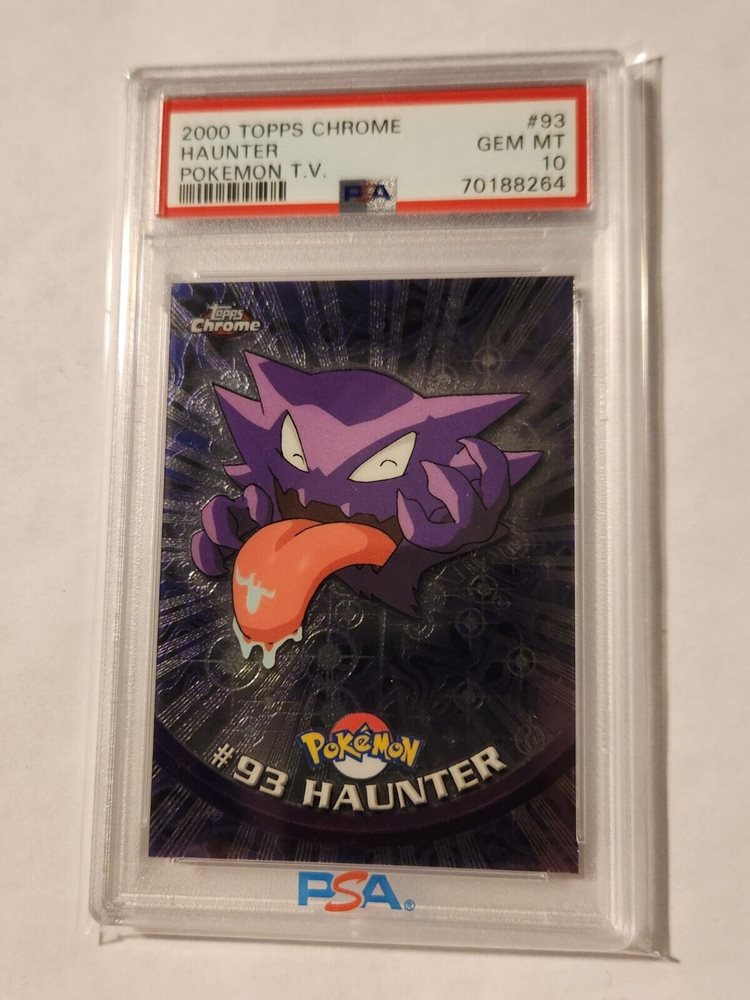 2000 TOPPS CHROME #93
HAUNTER GEM MT
POKEMON T.V. 10
PSA 70188264
Topps
Chrome
POKéMON
#93 HAUNTER
PSA®